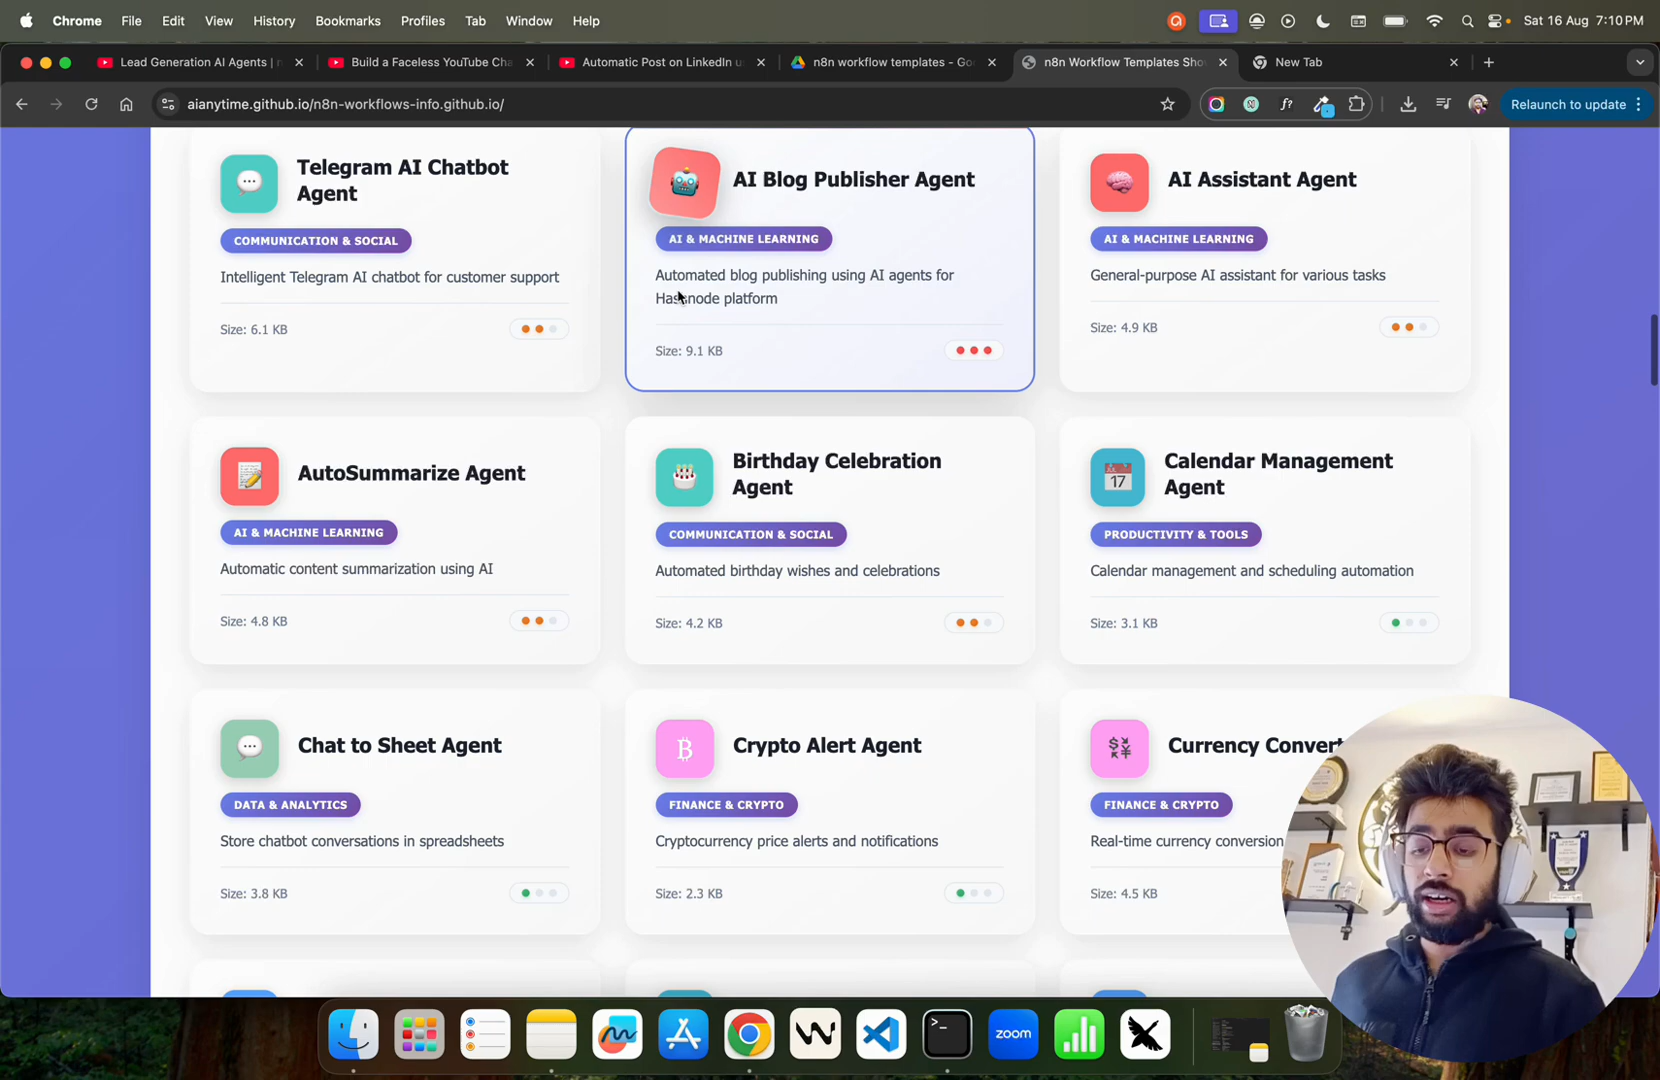 Chrome File Edit View History Bookmarks Profiles Tab Window Help Sat 16 Aug 7:10 PM
Lead Generation AI Agents | n Build a Faceless YouTube Cha Automatic Post on LinkedIn u n8n workflow templates - Goo n8n Workflow Templates Sho New Tab
aianytime.github.io/n8n-workflows-info.github.io/ f? Relaunch to update
Telegram AI Chatbot
Agent
COMMUNICATION & SOCIAL
Intelligent Telegram AI chatbot for customer support
Size: 6.1 KB
AI Blog Publisher Agent
AI & MACHINE LEARNING
Automated blog publishing using AI agents for
Hashnode platform
Size: 9.1 KB
AI Assistant Agent
AI & MACHINE LEARNING
General-purpose AI assistant for various tasks
Size: 4.9 KB
AutoSummarize Agent
AI & MACHINE LEARNING
Automatic content summarization using AI
Size: 4.8 KB
Birthday Celebration
Agent
COMMUNICATION & SOCIAL
Automated birthday wishes and celebrations
Size: 4.2 KB
17
Calendar Management
Agent
PRODUCTIVITY & TOOLS
Calendar management and scheduling automation
Size: 3.1 KB
Chat to Sheet Agent
DATA & ANALYTICS
Store chatbot conversations in spreadsheets
Size: 3.8 KB
Crypto Alert Agent
FINANCE & CRYPTO
Cryptocurrency price alerts and notifications
Size: 2.3 KB
Currency Convert
FINANCE & CRYPTO
Real-time currency conversion
Size: 4.5 KB
zoom